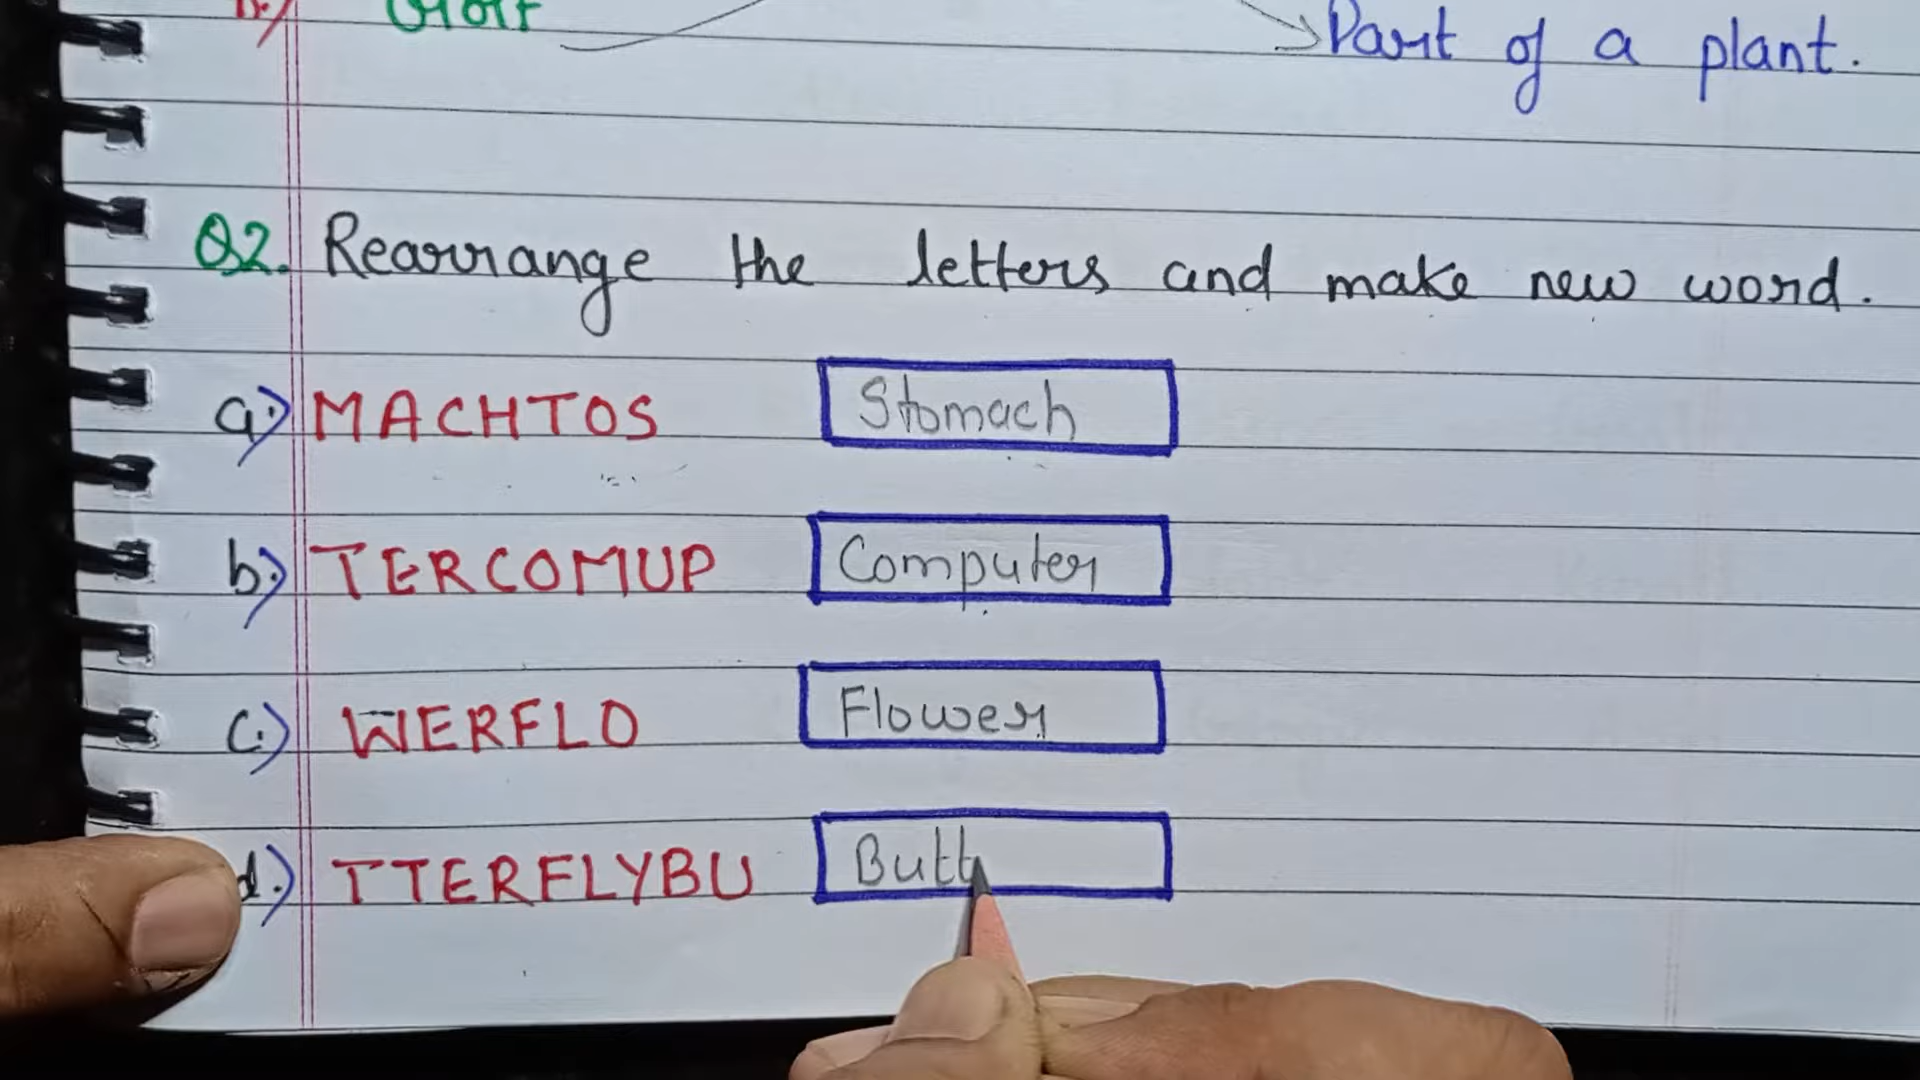 Part of a plant.
Q2. Rearrange the letters and make new word.
a.) MACHTOS Stomach
b.) TERCOMUP Computer
c.) WERFLO Flower
d.) TTERFLYBU Butt